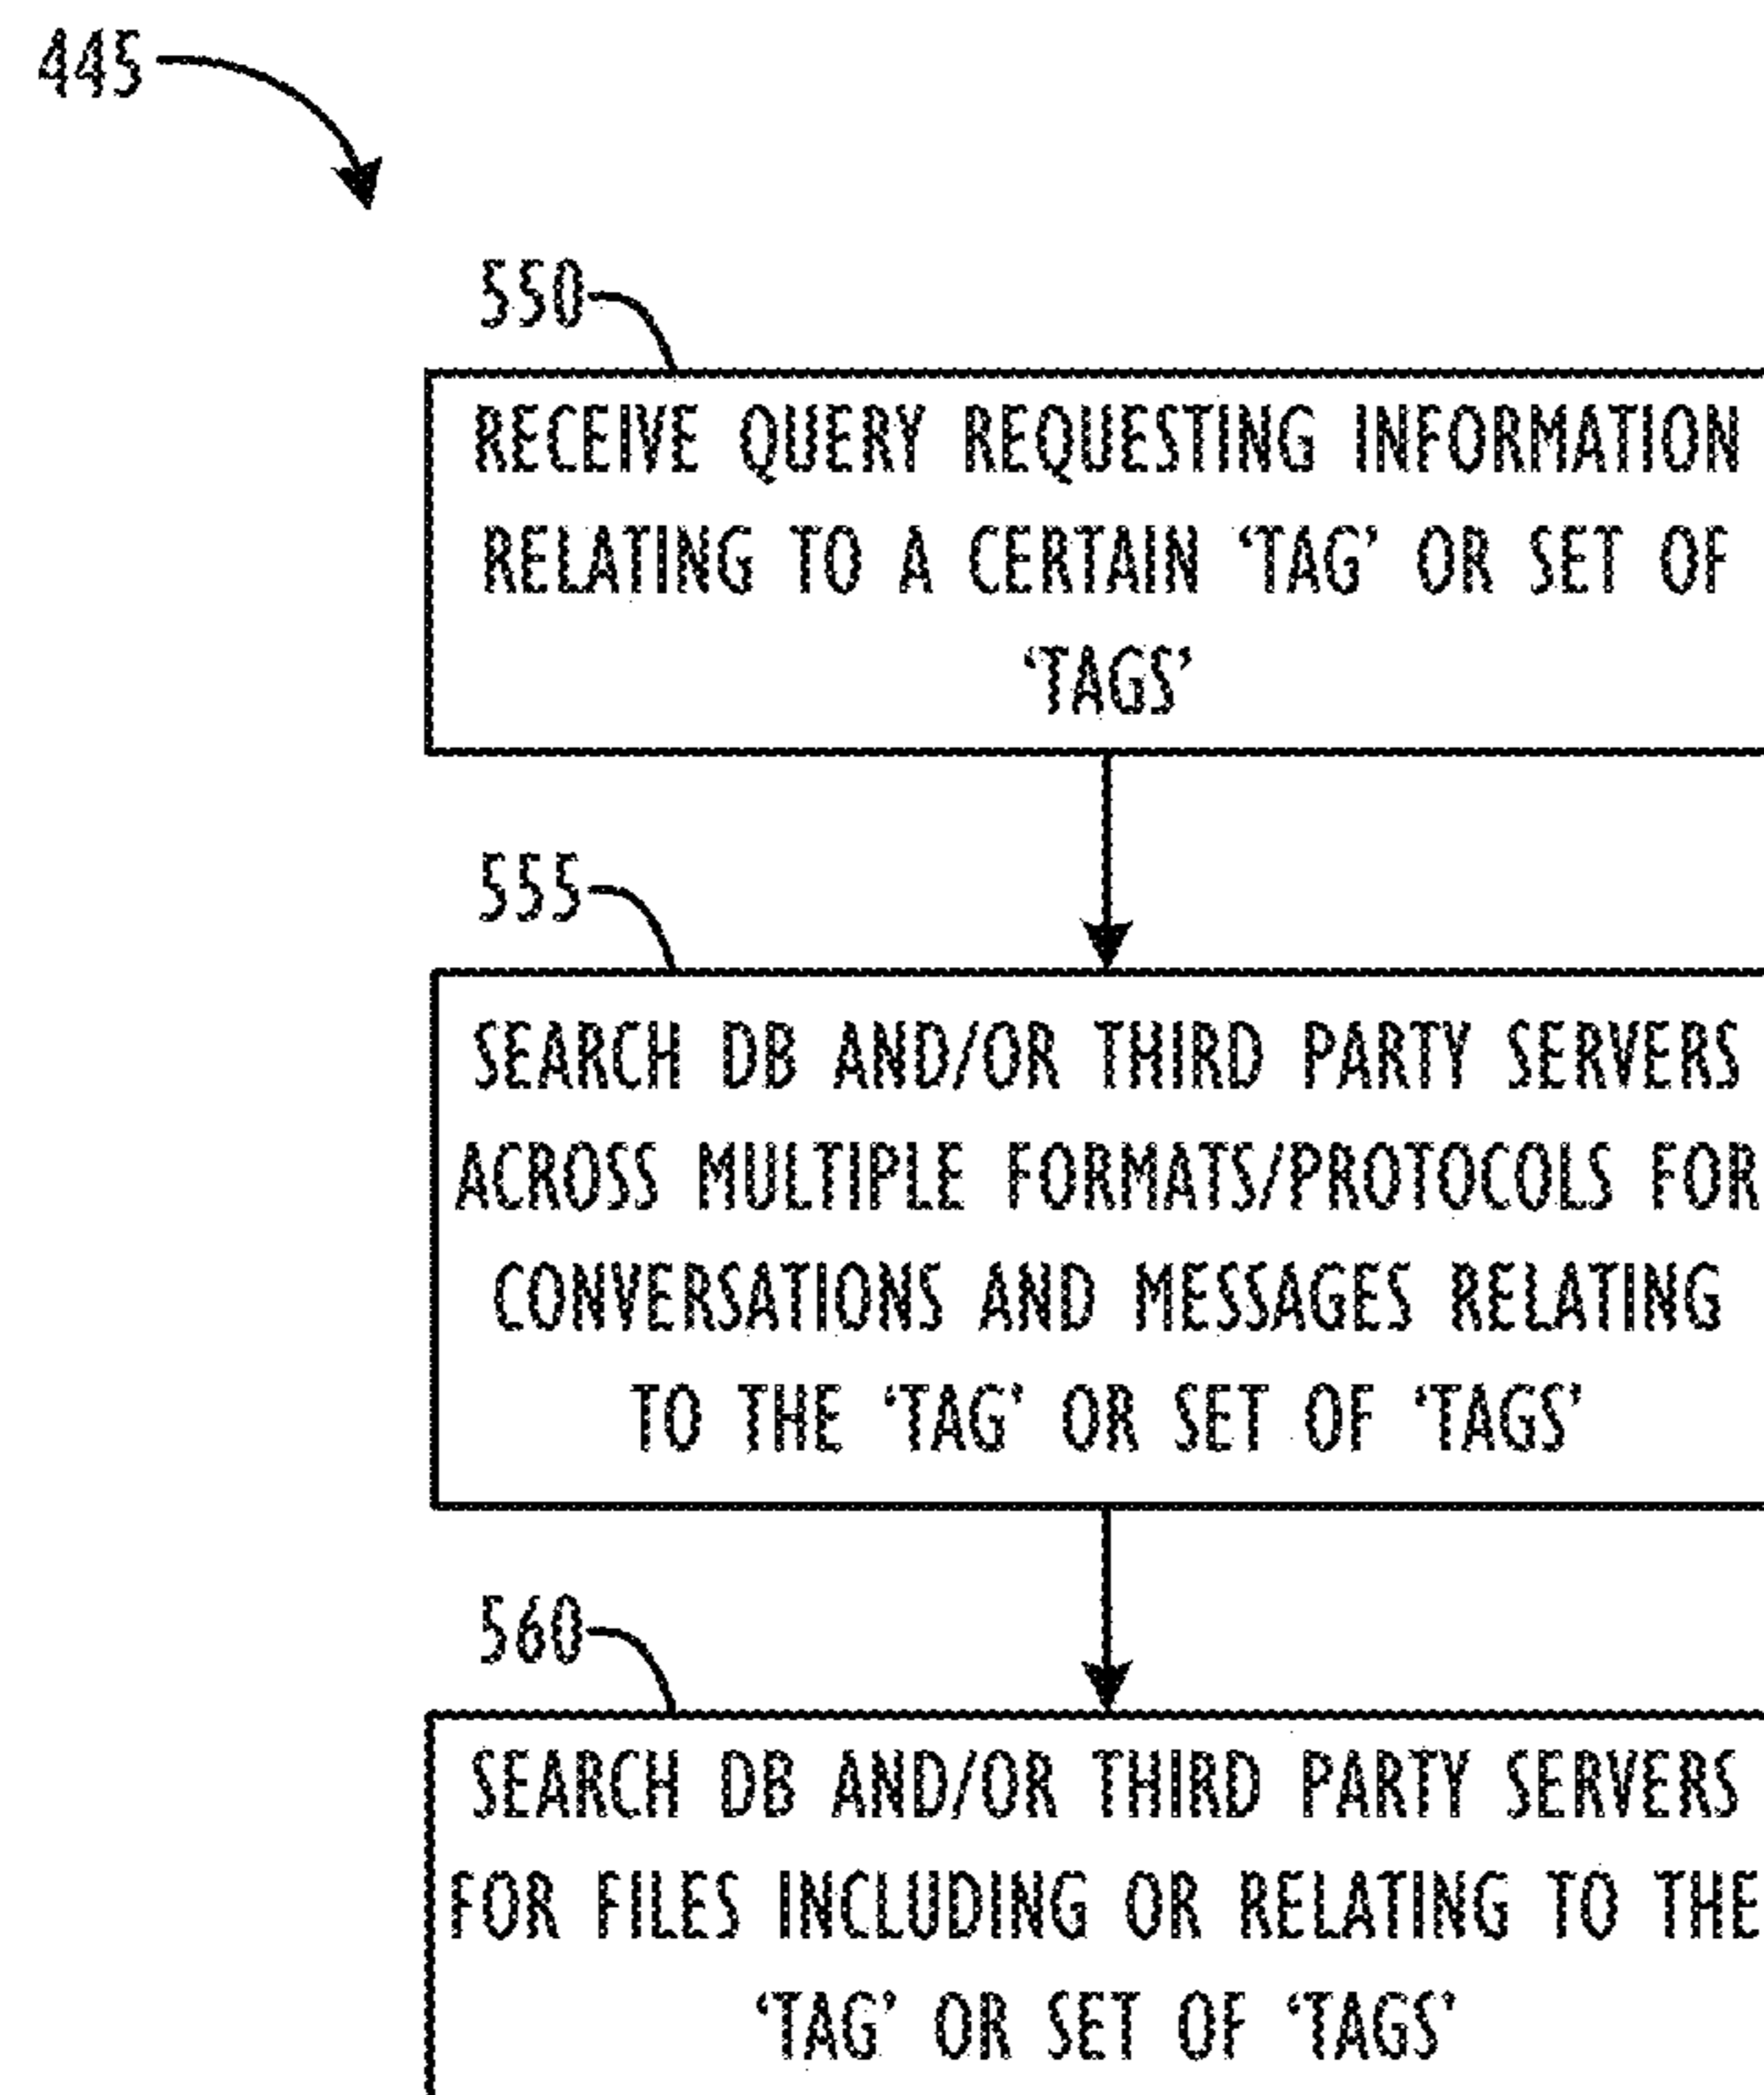 445
550
RECEIVE QUERY REQUESTING INFORMATION
RELATING TO A CERTAIN ‘TAG’ OR SET OF
‘TAGS’
555
SEARCH DB AND/OR THIRD PARTY SERVERS
ACROSS MULTIPLE FORMATS/PROTOCOLS FOR
CONVERSATIONS AND MESSAGES RELATING
TO THE ‘TAG’ OR SET OF ‘TAGS’
560
SEARCH DB AND/OR THIRD PARTY SERVERS
FOR FILES INCLUDING OR RELATING TO THE
‘TAG’ OR SET OF ‘TAGS’